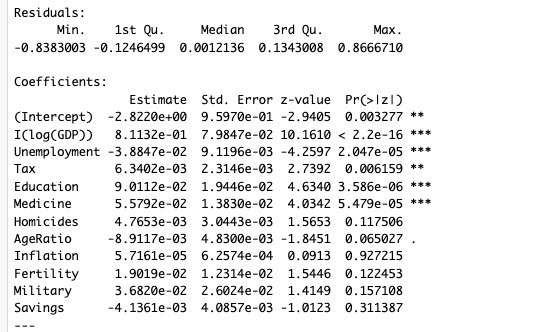 Residuals:
Min. 1st Qu. Median 3rd Qu. Max.
-0.8383003 -0.1246499 0.0012136 0.1343008 0.8666710
Coefficients:
Estimate Std. Error z-value Pr(>|z|)
(Intercept) -2.8220e+00 9.5970e-01 -2.9405 0.003277 **
I(log(GDP)) 8.1132e-01 7.9847e-02 10.1610 < 2.2e-16 ***
Unemployment -3.8847e-02 9.1196e-03 -4.2597 2.047e-05 ***
Tax 6.3402e-03 2.3146e-03 2.7392 0.006159 **
Education 9.0112e-02 1.9446e-02 4.6340 3.586e-06 ***
Medicine 5.5792e-02 1.3830e-02 4.0342 5.479e-05 ***
Homicides 4.7653e-03 3.0443e-03 1.5653 0.117506
AgeRatio -8.9117e-03 4.8300e-03 -1.8451 0.065027 .
Inflation 5.7161e-05 6.2574e-04 0.0913 0.927215
Fertility 1.9019e-02 1.2314e-02 1.5446 0.122453
Military 3.6820e-02 2.6024e-02 1.4149 0.157108
Savings -4.1361e-03 4.0857e-03 -1.0123 0.311387
---